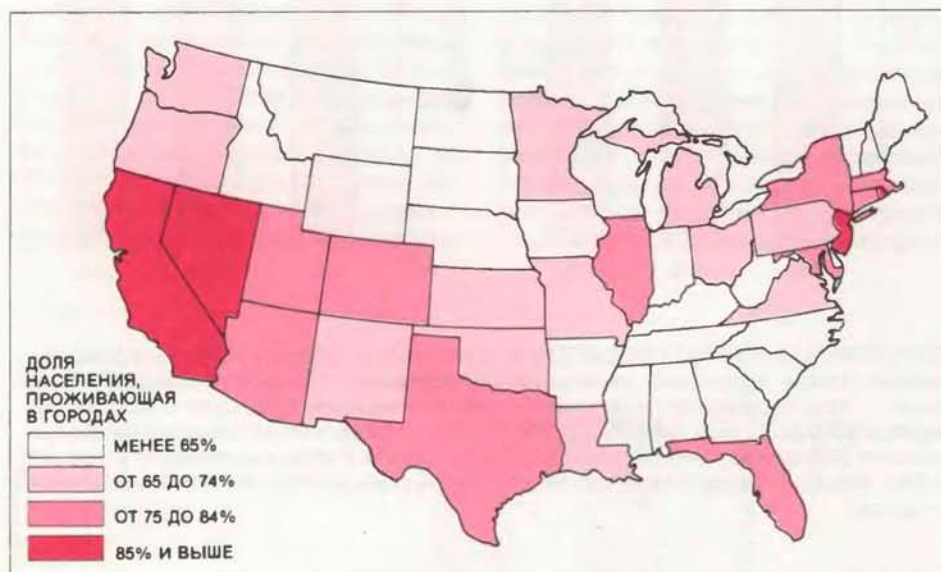 ДОЛЯ
НАСЕЛЕНИЯ,
ПРОЖИВАЮЩАЯ
В ГОРОДАХ
МЕНЕЕ 65%
ОТ 65 ДО 74%
ОТ 75 ДО 84%
85% И ВЫШЕ